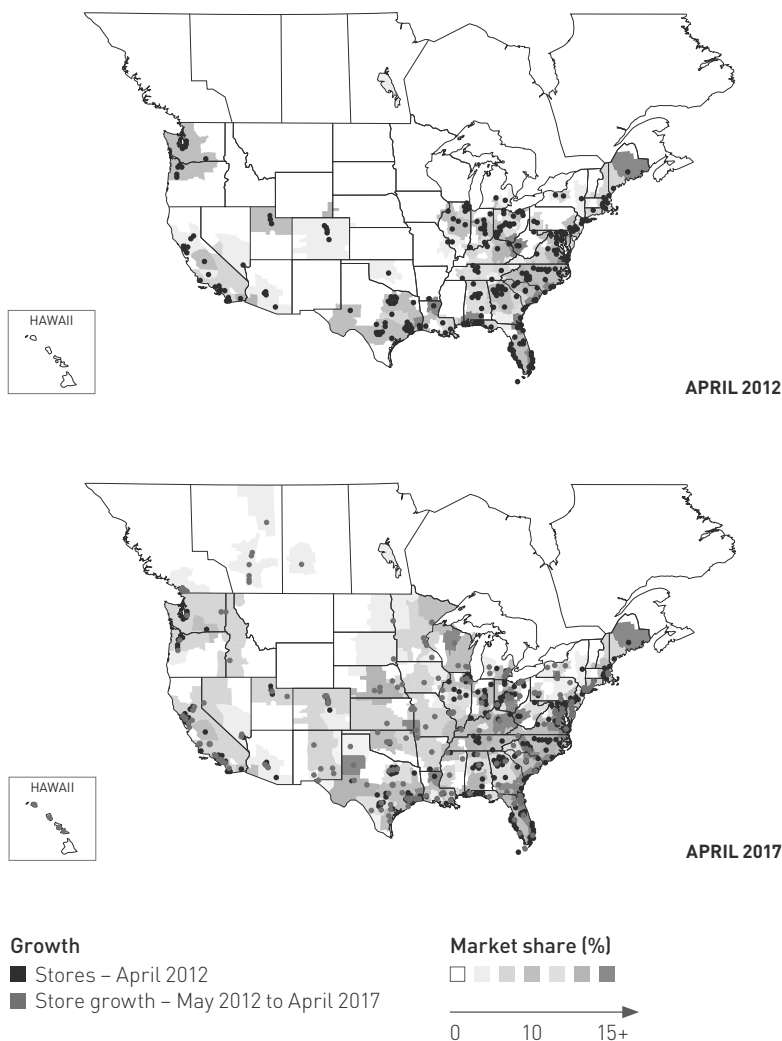 HAWAII
APRIL 2012
HAWAII
APRIL 2017
Growth
Stores – April 2012
Store growth – May 2012 to April 2017
Market share (%)
0 10 15+